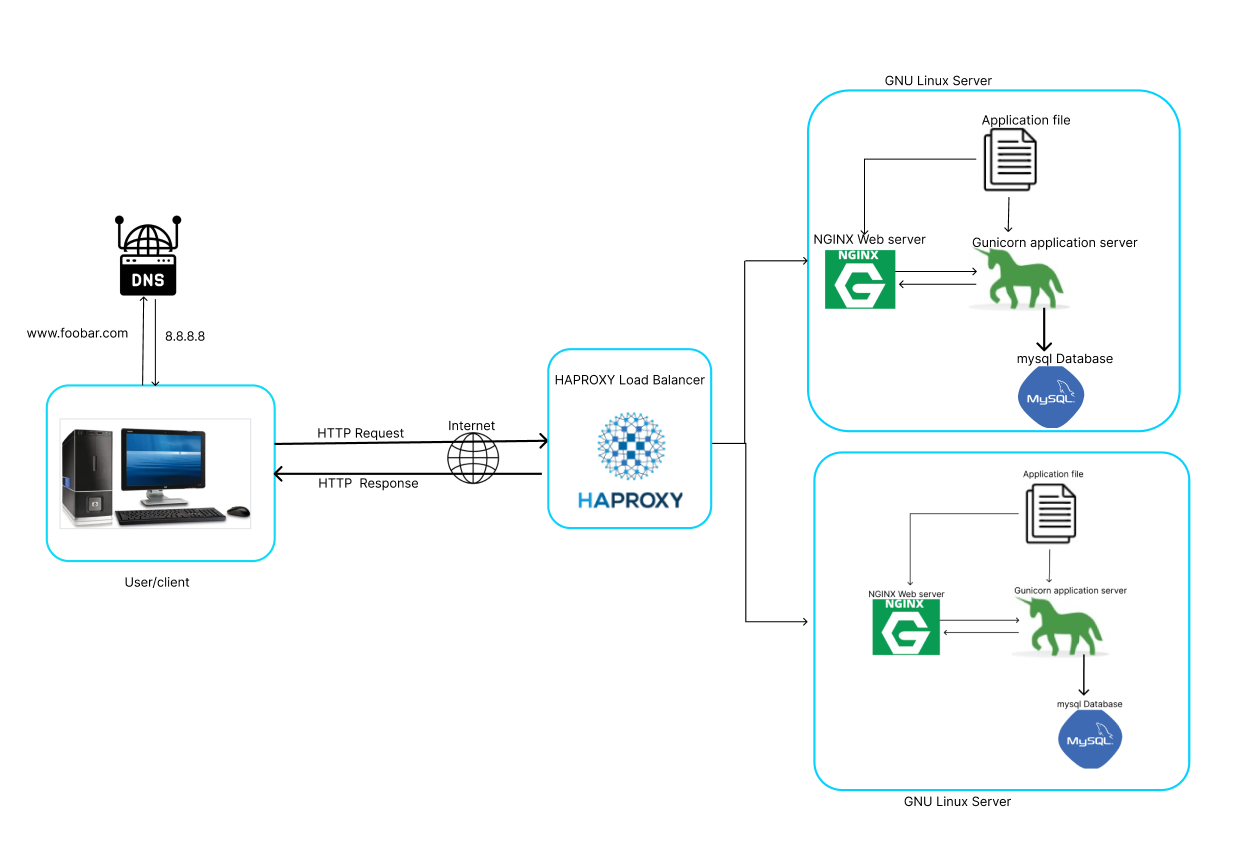 GNU Linux Server
Application file
NGINX Web server
NGINX
Gunicorn application server
mysql Database
MySQL
DNS
www.foobar.com
8.8.8.8
User/client
HTTP Request
HTTP Response
Internet
HAPROXY Load Balancer
HAPROXY
Application file
NGINX Web server
NGINX
Gunicorn application server
mysql Database
MySQL
GNU Linux Server